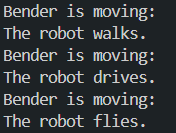 Bender is moving:
The robot walks.
Bender is moving:
The robot drives.
Bender is moving:
The robot flies.